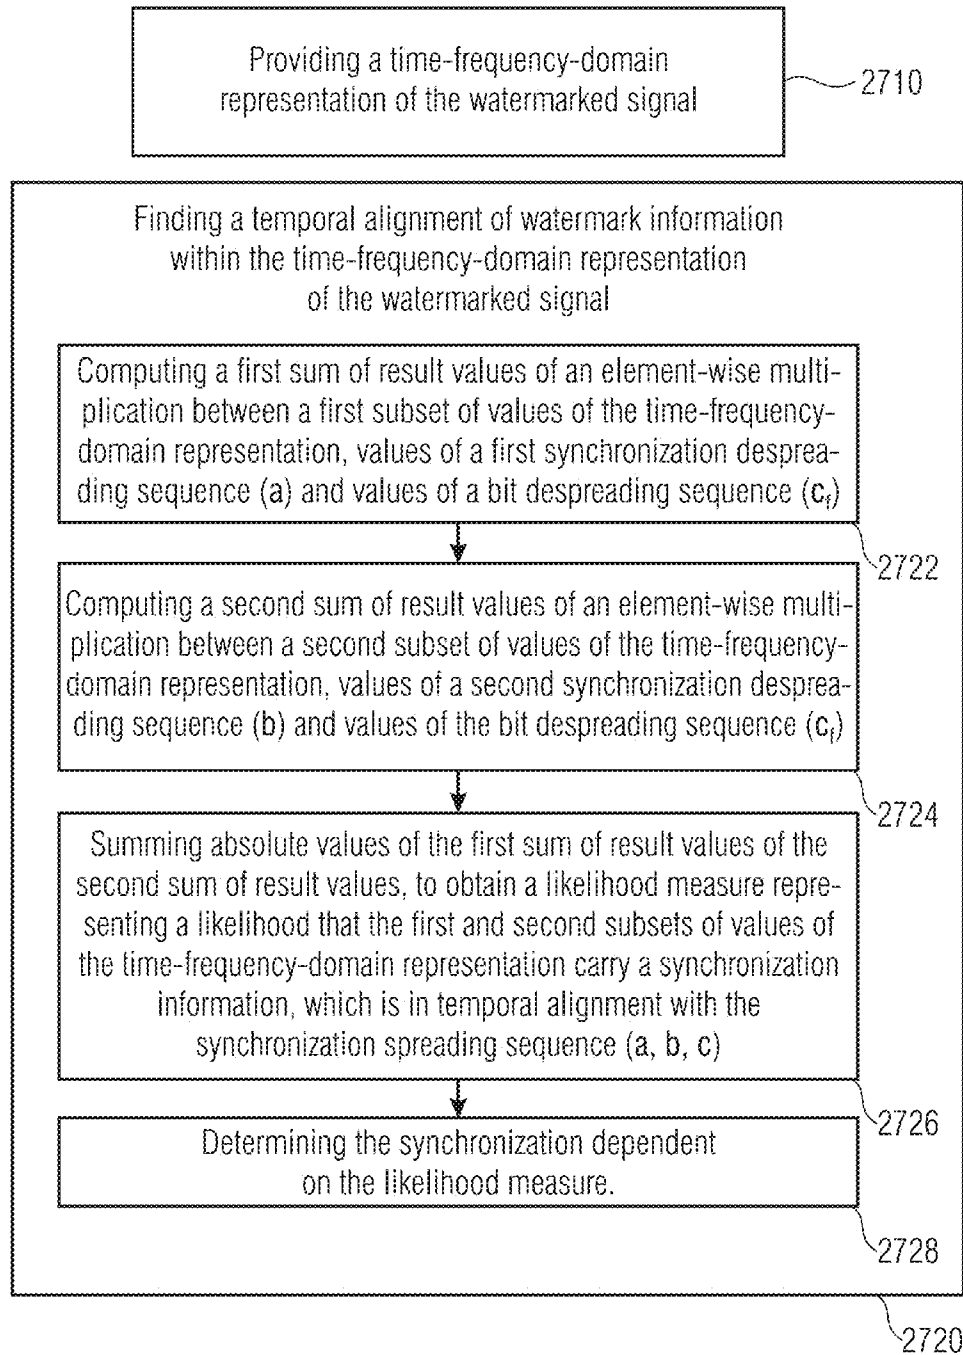 Providing a time-frequency-domain
representation of the watermarked signal
2710
Finding a temporal alignment of watermark information
within the time-frequency-domain representation
of the watermarked signal
Computing a first sum of result values of an element-wise multi-
plication between a first subset of values of the time-frequency-
domain representation, values of a first synchronization desprea-
ding sequence (a) and values of a bit despreading sequence (cf)
2722
Computing a second sum of result values of an element-wise multi-
plication between a second subset of values of the time-frequency-
domain representation, values of a second synchronization desprea-
ding sequence (b) and values of the bit despreading sequence (cf)
2724
Summing absolute values of the first sum of result values of the
second sum of result values, to obtain a likelihood measure repre-
senting a likelihood that the first and second subsets of values of
the time-frequency-domain representation carry a synchronization
information, which is in temporal alignment with the
synchronization spreading sequence (a, b, c)
2726
Determining the synchronization dependent
on the likelihood measure.
2728
2720